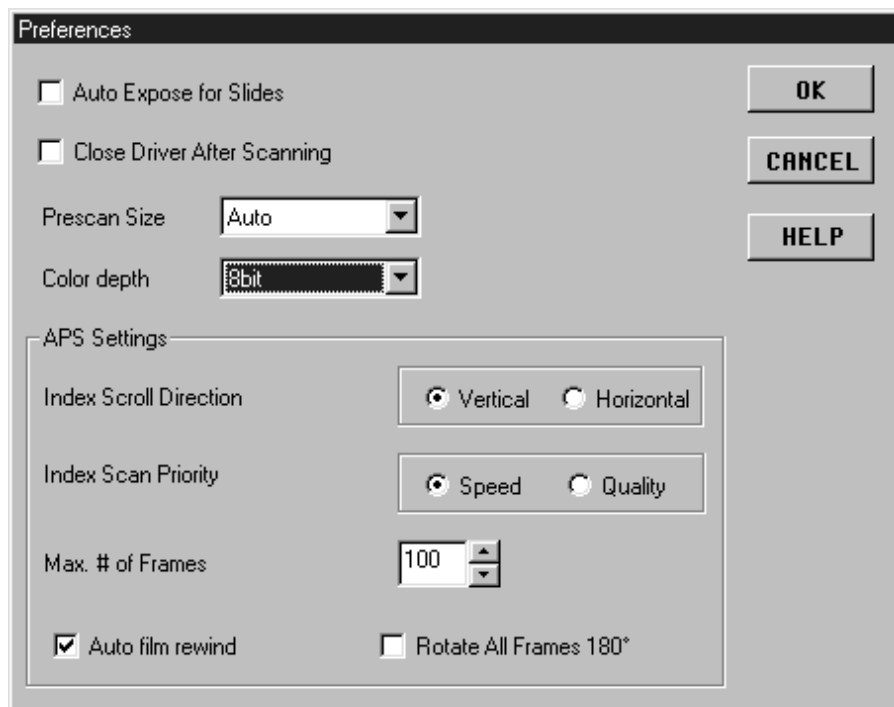 Preferences
Auto Expose for Slides
OK
Close Driver After Scanning
CANCEL
Prescan Size Auto
HELP
Color depth 8bit
APS Settings
Index Scroll Direction Vertical Horizontal
Index Scan Priority Speed Quality
Max. # of Frames 100
Auto film rewind Rotate All Frames 180°